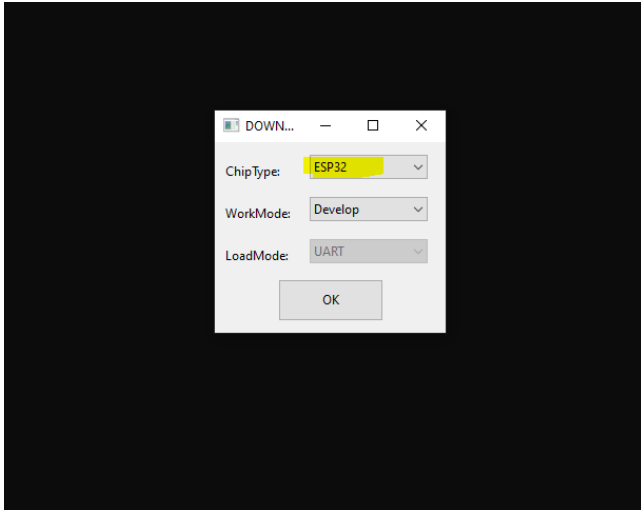 DOWN...
ChipType: ESP32
WorkMode: Develop
LoadMode: UART
OK